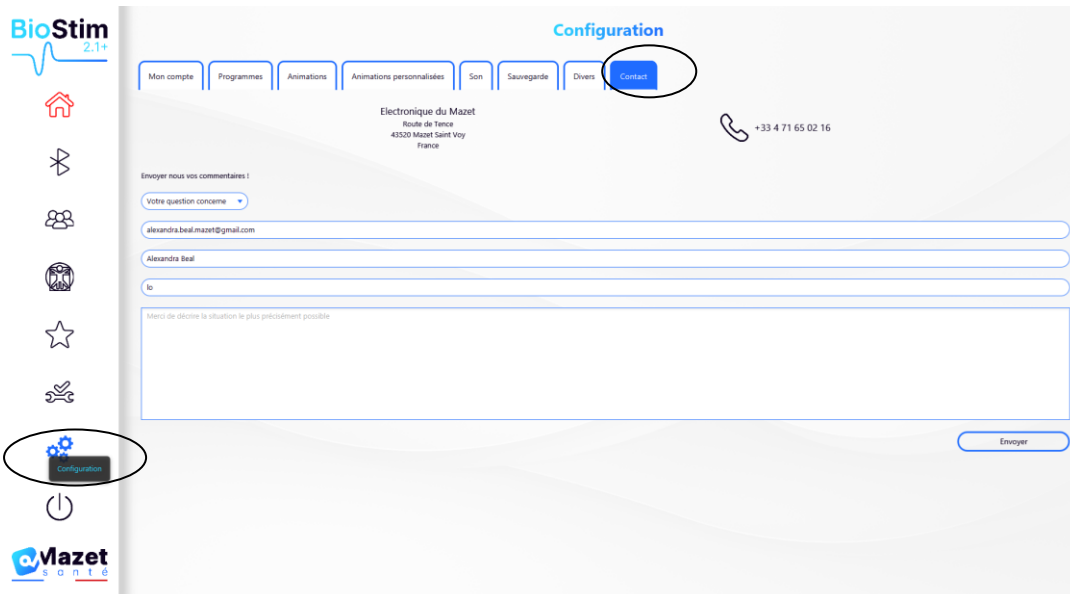 BioStim
2.1+
Configuration
Mon compte
Programmes
Animations
Animations personnalisées
Son
Sauvegarde
Divers
Contact
Electronique du Mazet
Route de Tence
43520 Mazet Saint Voy
France
+33 4 71 65 02 16
Envoyer nous vos commentaires !
Votre question concerne
alexandra.beal.mazet@gmail.com
Alexandra Beal
lo
Merci de décrire la situation le plus précisément possible
Envoyer
Configuration
Mazet
santé